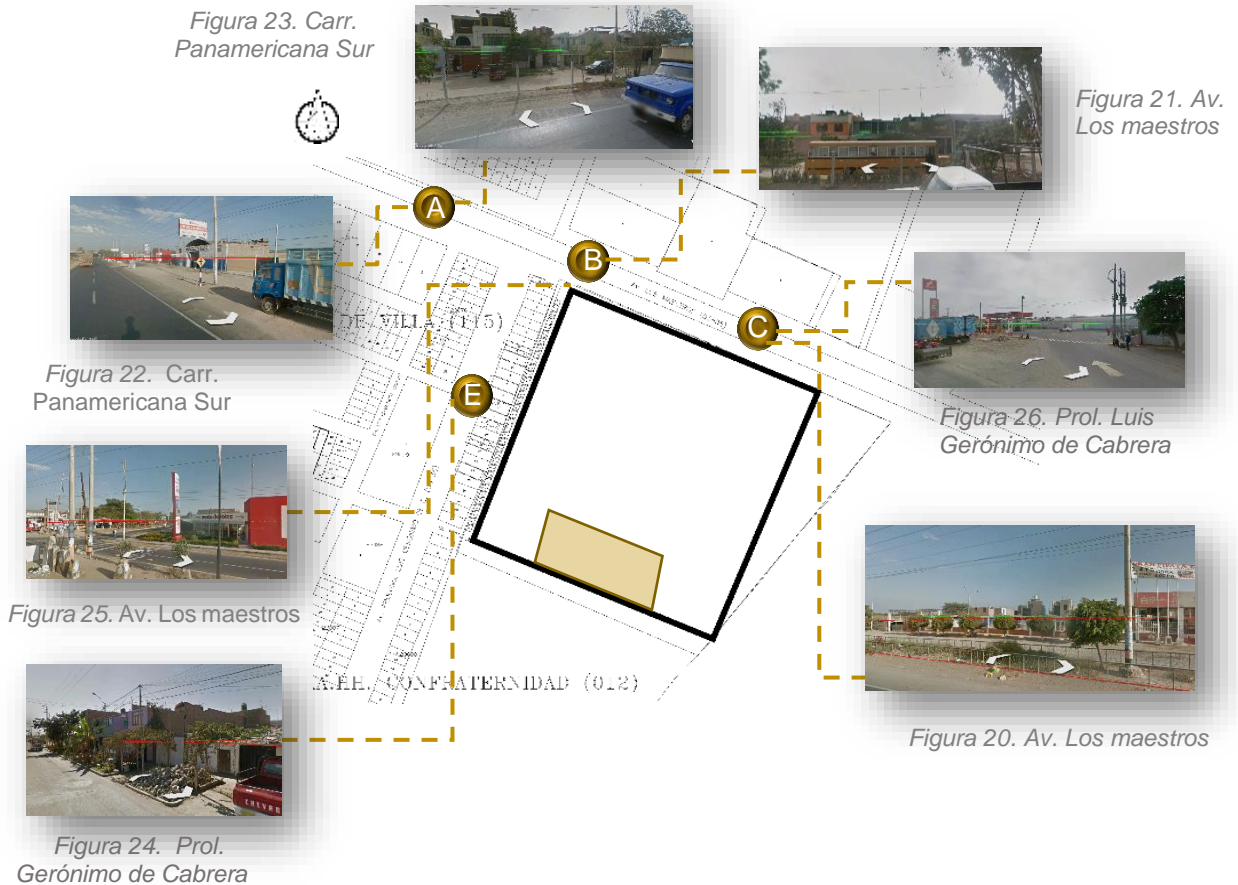 Figura 23. Carr.
Panamericana Sur
Figura 21. Av.
Los maestros
A
B
C
E
DE VILLA (115)
Figura 22. Carr.
Panamericana Sur
Figura 26. Prol. Luis
Gerónimo de Cabrera
Figura 25. Av. Los maestros
A.HH. CONFRATERNIDAD (012)
Figura 20. Av. Los maestros
CHEVRO
Figura 24. Prol.
Gerónimo de Cabrera